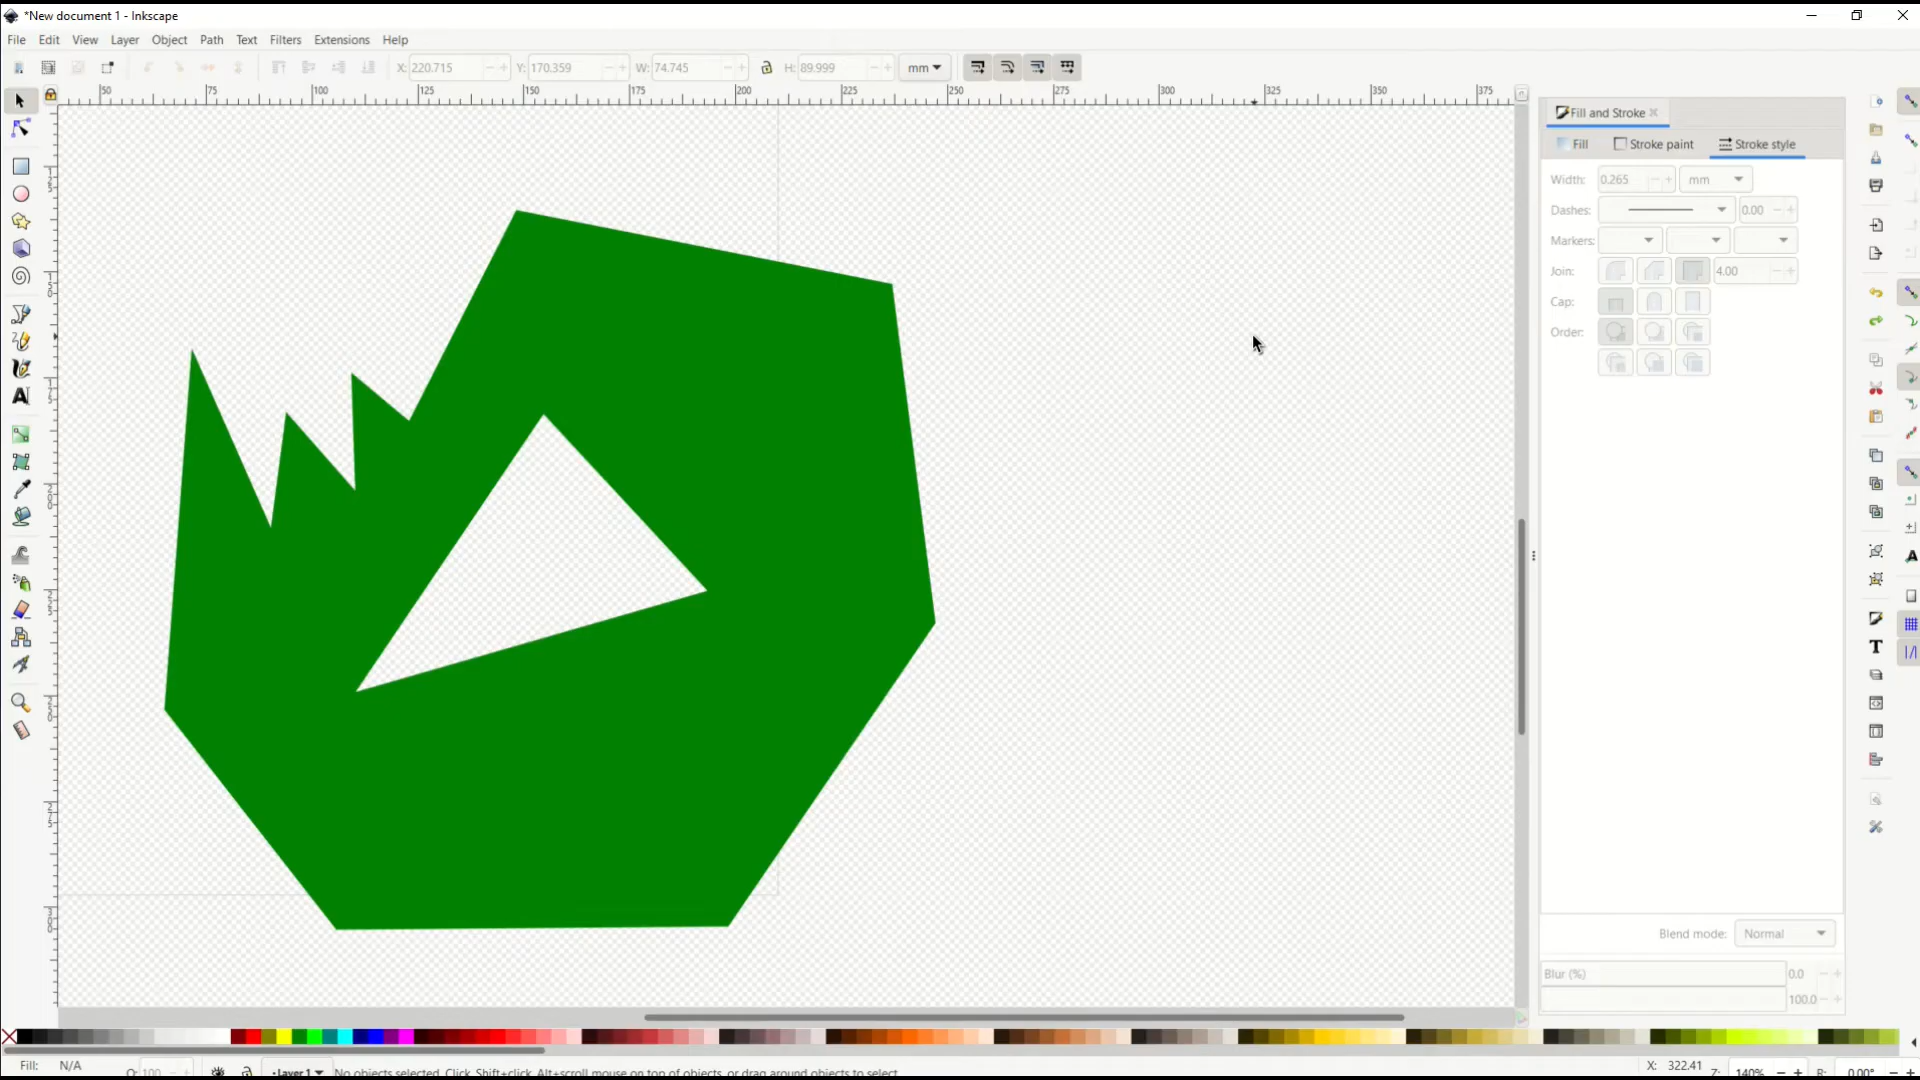 *New document 1 - Inkscape
File Edit View Layer Object Path Text Filters Extensions Help
X: 220.715 Y: 170.359 W: 74.745 H: 89.999 mm
50 75 100 125 150 175 200 225 250 275 300 325 350 375
Fill and Stroke
Fill Stroke paint Stroke style
Width: 0.265 mm
Dashes: 0.00
Markers:
Join: 4.00
Cap:
Order:
Blend mode: Normal
Blur (%) 0.0
100.0
Fill: N/A O: 100 Layer 1 No objects selected. Click, Shift+click, Alt+scroll mouse on top of objects, or drag around objects to select. X: 322.41 Z: 140% R: 0.00°